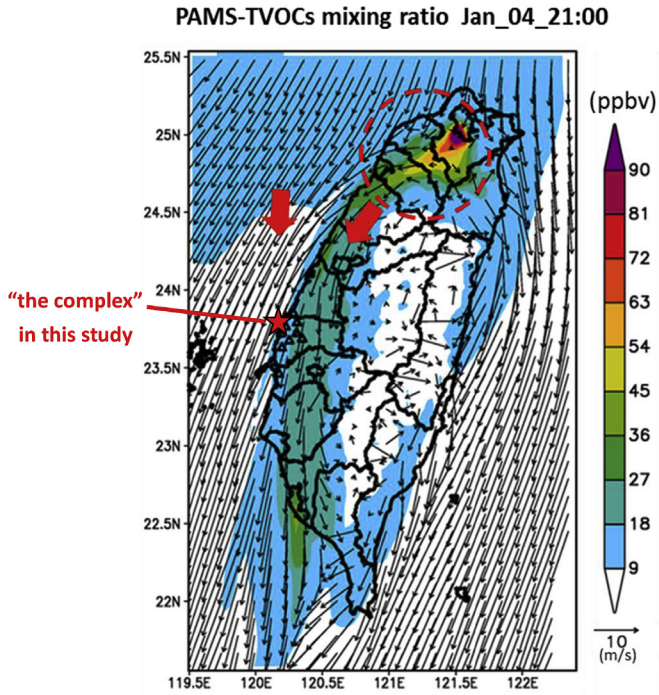 PAMS-TVOCs mixing ratio Jan_04_21:00
25.5N
25N
24.5N
24N
23.5N
23N
22.5N
22N
119.5E
120E
120.5E
121E
121.5E
122E
"the complex"
in this study
(ppbv)
90
81
72
63
54
45
36
27
18
9
10
(m/s)